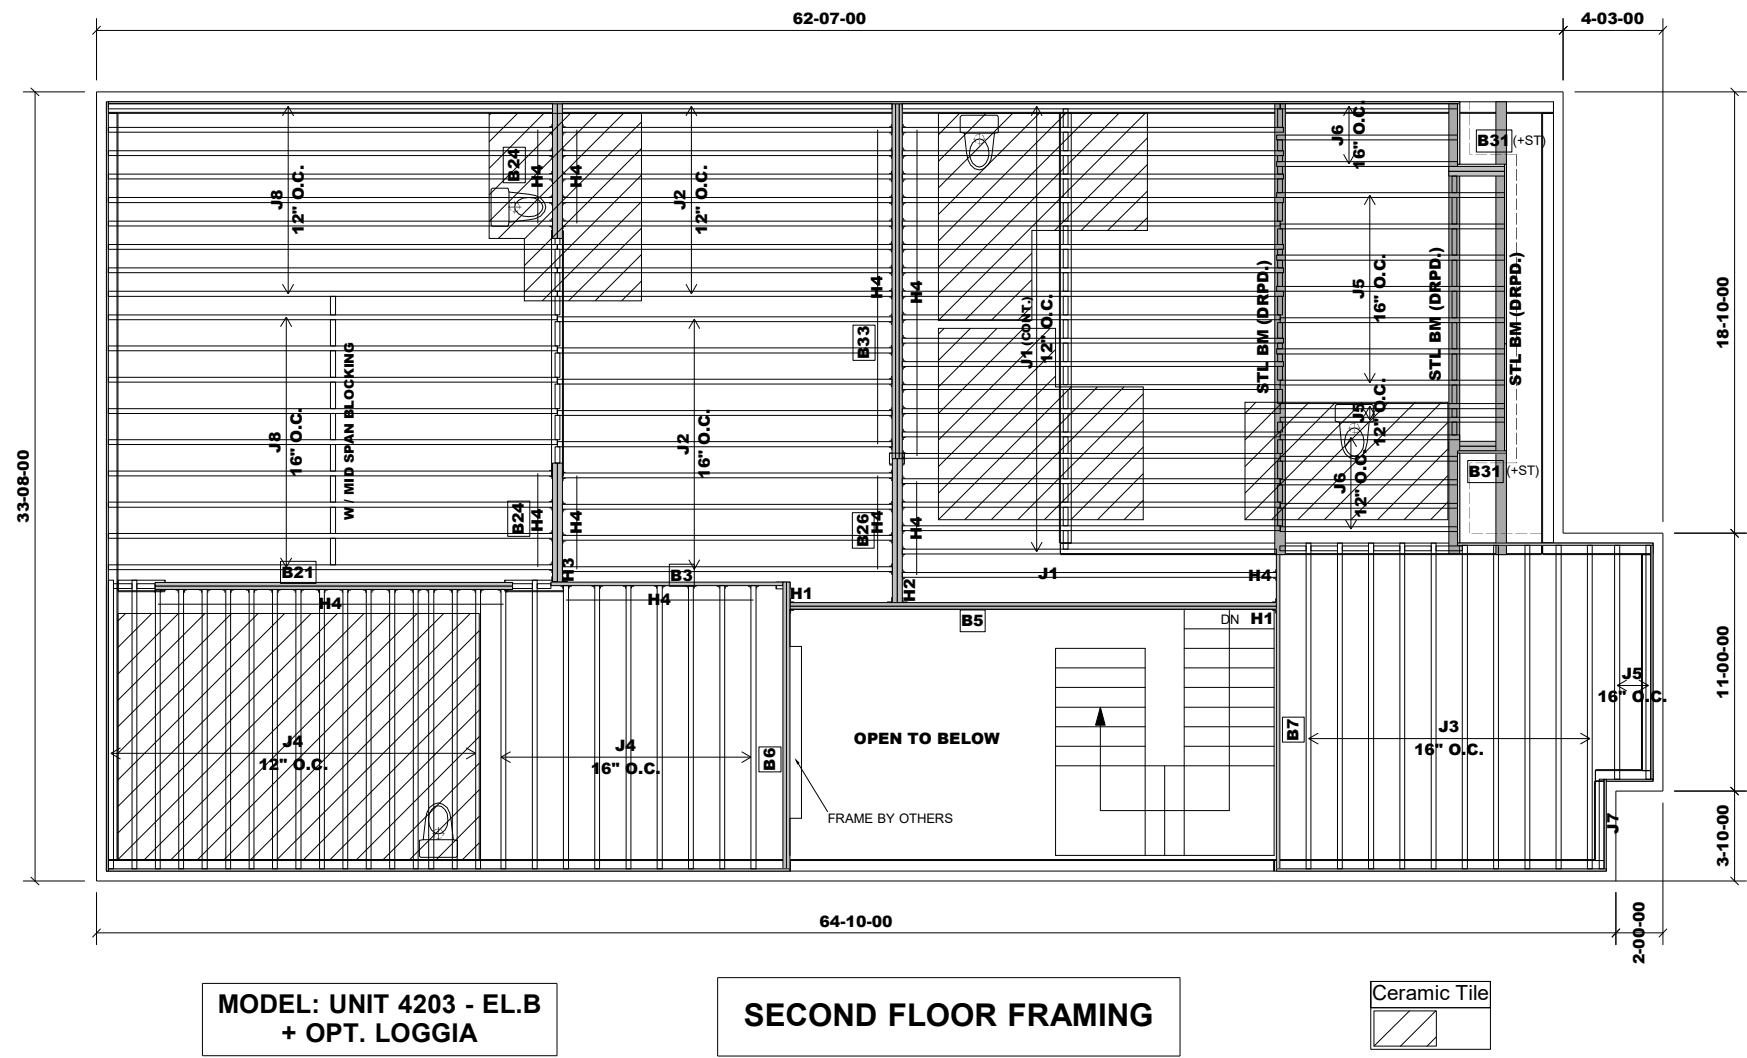 62-07-00
4-03-00
33-08-00
18-10-00
11-00-00
3-10-00
64-10-00
2-00-00
J8
12" O.C.
B24
H4
H4
J2
12" O.C.
J6
16" O.C.
B31 (+ST)
H4
H4
B33
J1 (CONT.)
12" O.C.
STL BM (DRPD.)
J5
16" O.C.
STL BM (DRPD.)
STL BM (DRPD.)
J8
16" O.C.
W/ MID SPAN BLOCKING
J2
16" O.C.
J5
12" O.C.
J6
12" O.C.
B31 (+ST)
B24
H4
H4
B26
H4
H4
B21
H3
B3
H4
H4
H1
H2
J1
H4
B5
DN H1
J4
12" O.C.
J4
16" O.C.
B6
OPEN TO BELOW
FRAME BY OTHERS
B7
J3
16" O.C.
J5
16" O.C.
J7
MODEL: UNIT 4203 - EL.B
+ OPT. LOGGIA
SECOND FLOOR FRAMING
Ceramic Tile